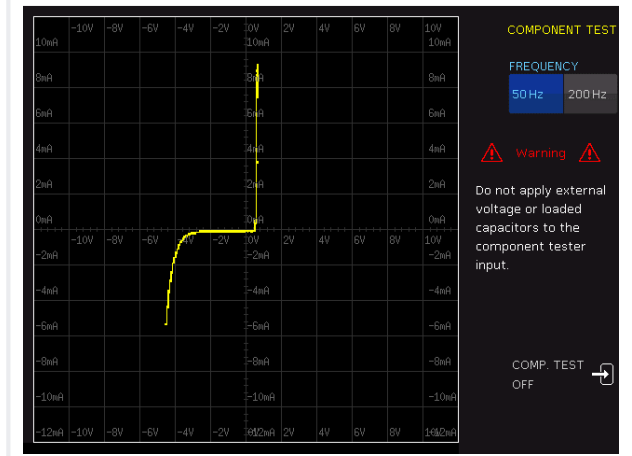 -10V -8V -6V -4V -2V 0V 2V 4V 6V 8V 10V
10mA 10mA 10mA
8mA 8mA 8mA
6mA 6mA 6mA
4mA 4mA 4mA
2mA 2mA 2mA
0mA 0mA 0mA
-10V -8V -6V -4V -2V 0V 2V 4V 6V 8V 10V
-2mA -2mA -2mA
-4mA -4mA -4mA
-6mA -6mA -6mA
-8mA -8mA -8mA
-10mA -10mA -10mA
-12mA -10V -8V -6V -4V -2V 2V 4V 6V 8V
COMPONENT TEST
FREQUENCY
50Hz 200Hz
Warning
Do not apply external
voltage or loaded
capacitors to the
component tester
input.
COMP. TEST
OFF